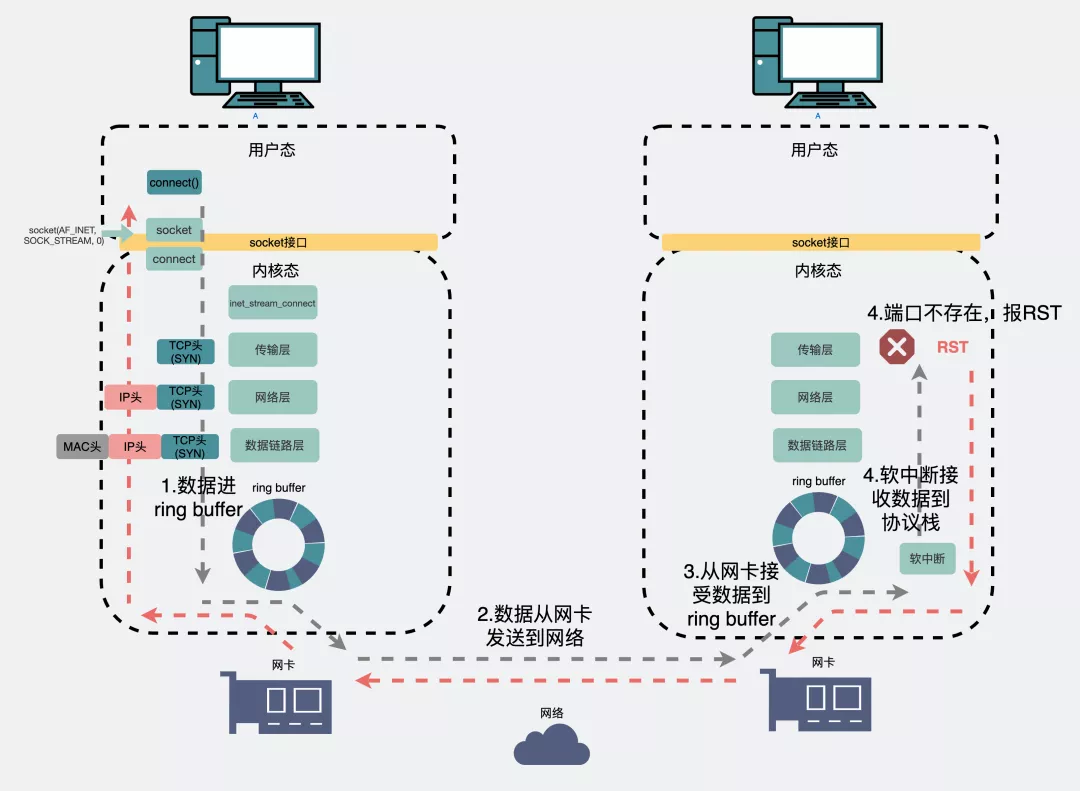 A
用户态
connect()
socket(AF_INET,
SOCK_STREAM, 0)
socket
socket接口
connect
内核态
inet_stream_connect
TCP头
(SYN)
传输层
IP头
TCP头
(SYN)
网络层
MAC头
IP头
TCP头
(SYN)
数据链路层
1.数据进
ring buffer
ring buffer
网卡
2.数据从网卡
发送到网络
网络
A
用户态
socket接口
内核态
4.端口不存在，报RST
传输层
RST
网络层
数据链路层
ring buffer
4.软中断接
收数据到
协议栈
软中断
3.从网卡接
受数据到
ring buffer
网卡